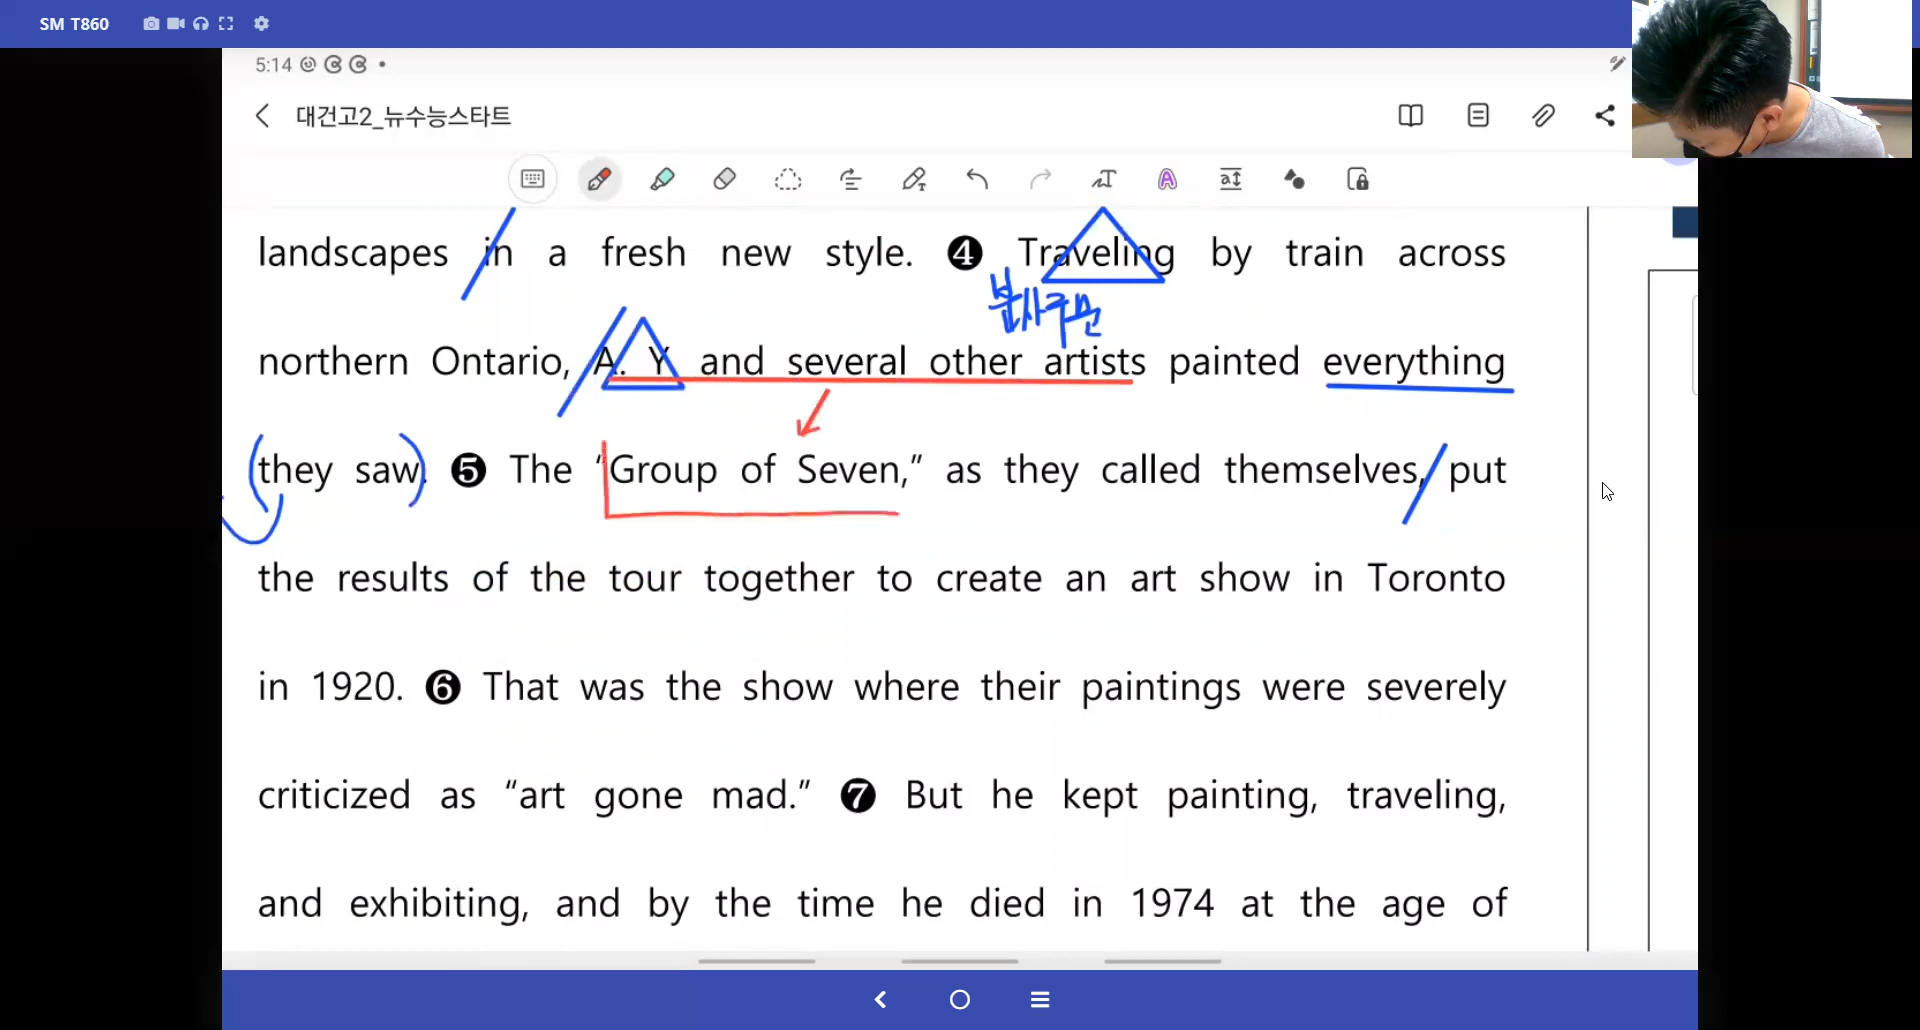 SM T860
5:14
대건고2_뉴수능스타트
landscapes in a fresh new style. ❹ Traveling by train across
분사구문
northern Ontario, A. Y and several other artists painted everything
they saw. ❺ The “Group of Seven,” as they called themselves, put
the results of the tour together to create an art show in Toronto
in 1920. ❻ That was the show where their paintings were severely
criticized as “art gone mad.” ❼ But he kept painting, traveling,
and exhibiting, and by the time he died in 1974 at the age of